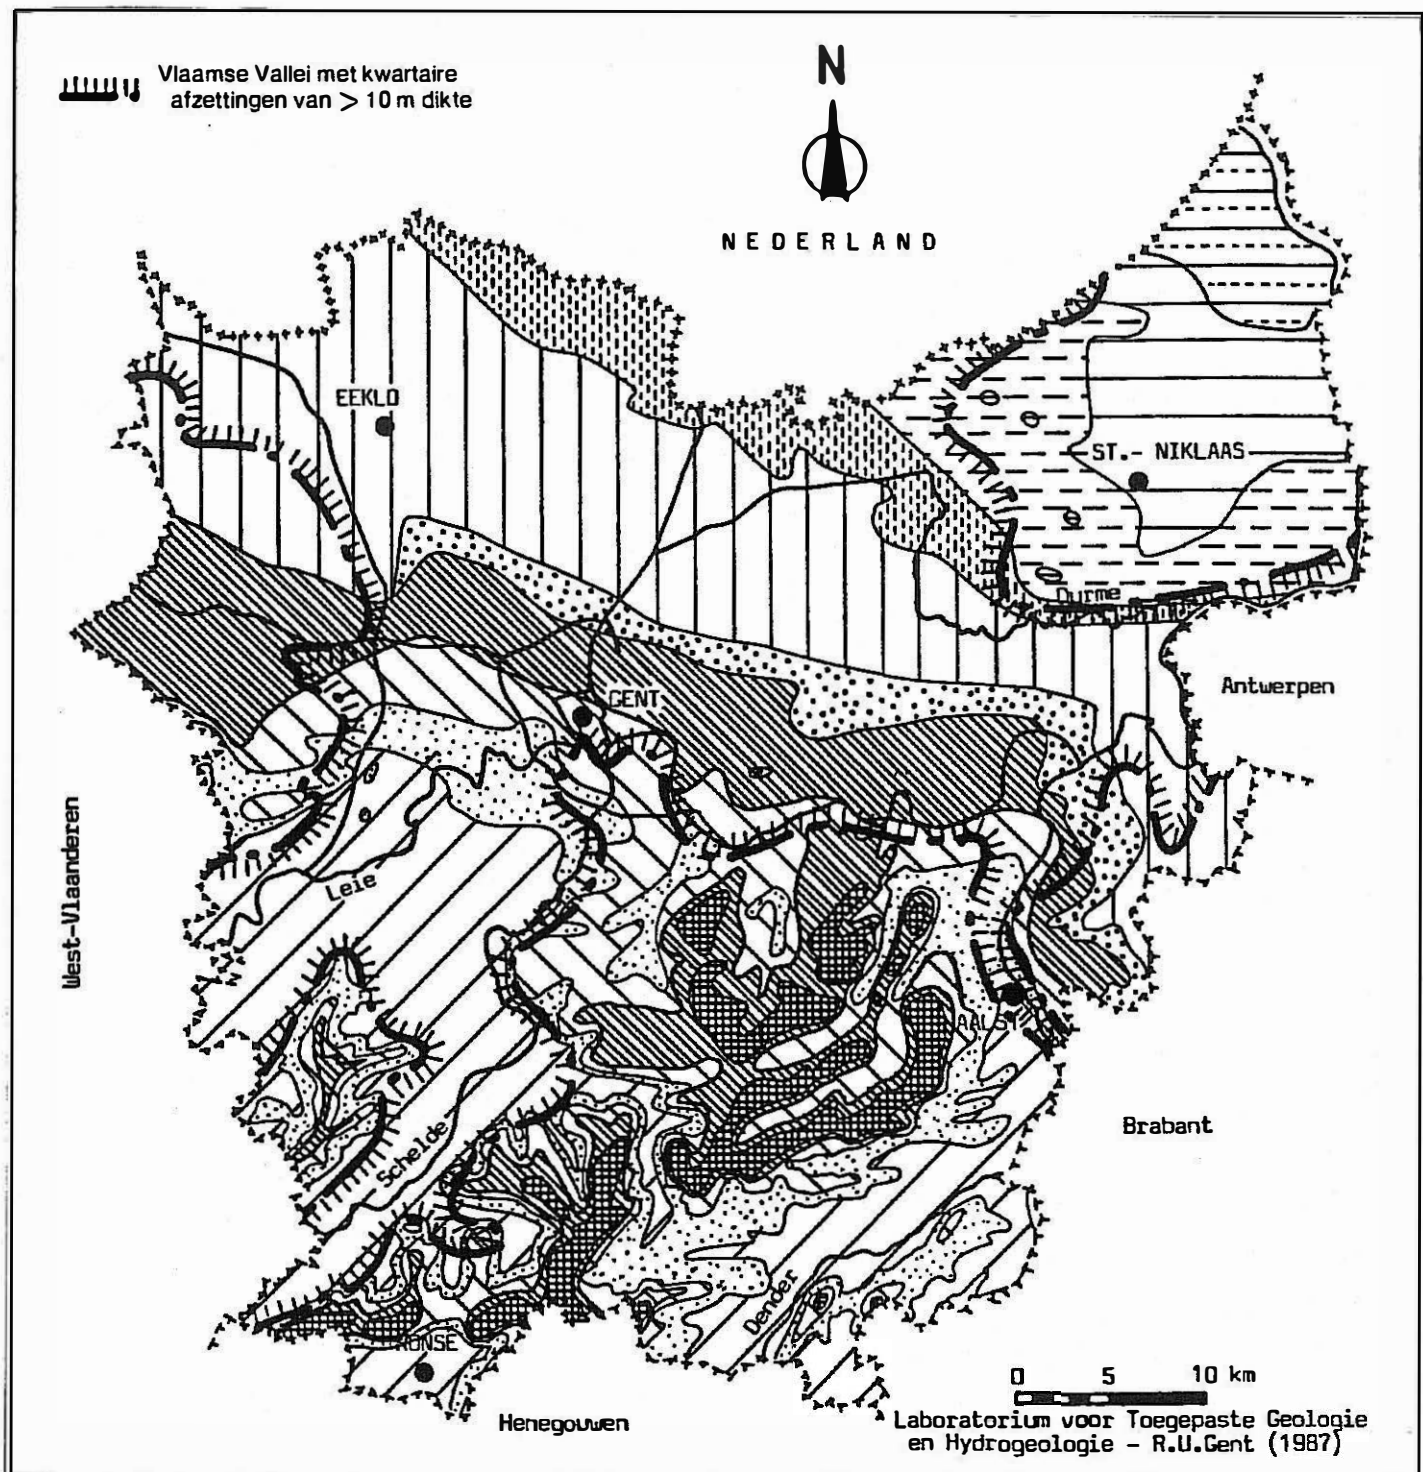 Vlaamse Vallei met kwartaire
afzettingen van > 10 m dikte
N
NEDERLAND
EEKLO
ST.- NIKLAAS
Durme
Antwerpen
GENT
West-Vlaanderen
Leie
AALST
Brabant
Schelde
Dender
RONSE
Henegouwen
0 5 10 km
Laboratorium voor Toegepaste Geologie
en Hydrogeologie - R.U.Gent (1987)